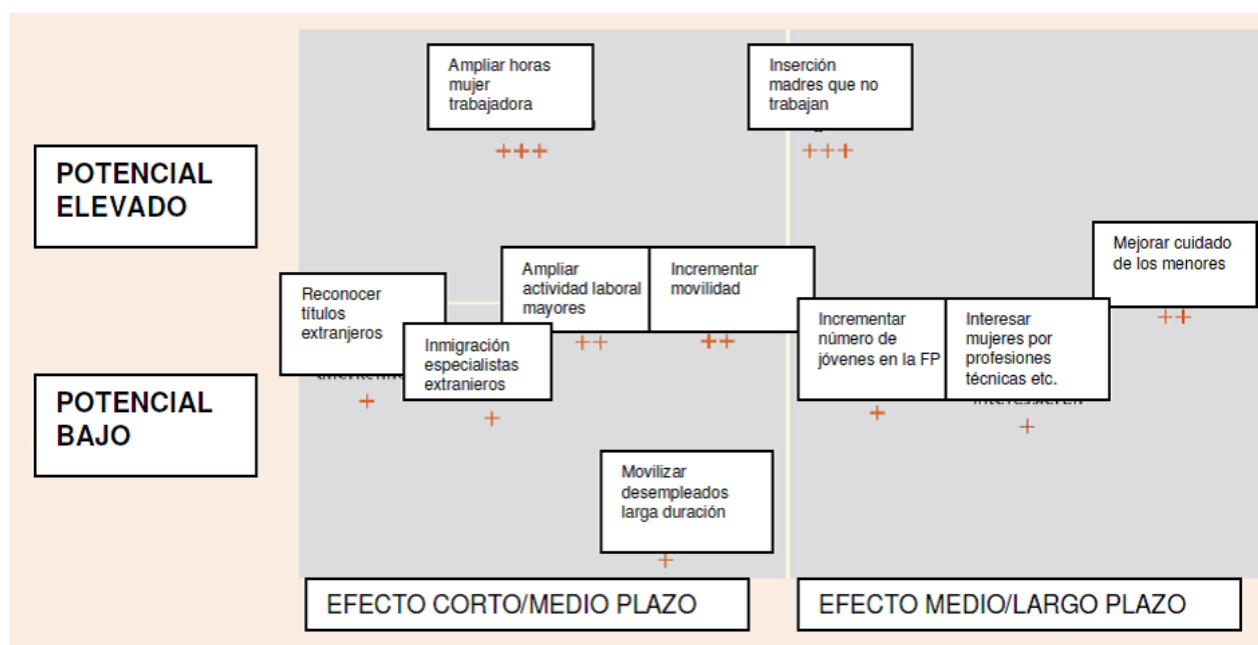 Ampliar horas
mujer
trabajadora
+++
Inserción
madres que no
trabajan
+++
POTENCIAL
ELEVADO
Mejorar cuidado
de los menores
++
Ampliar
actividad laboral
mayores
++
Incrementar
movilidad
++
Reconocer
títulos
extranjeros
+
Inmigración
especialistas
extranieros
+
Incrementar
número de
jóvenes en la FP
+
Interesar
mujeres por
profesiones
técnicas etc.
+
POTENCIAL
BAJO
Movilizar
desempleados
larga duración
+
EFECTO CORTO/MEDIO PLAZO
EFECTO MEDIO/LARGO PLAZO